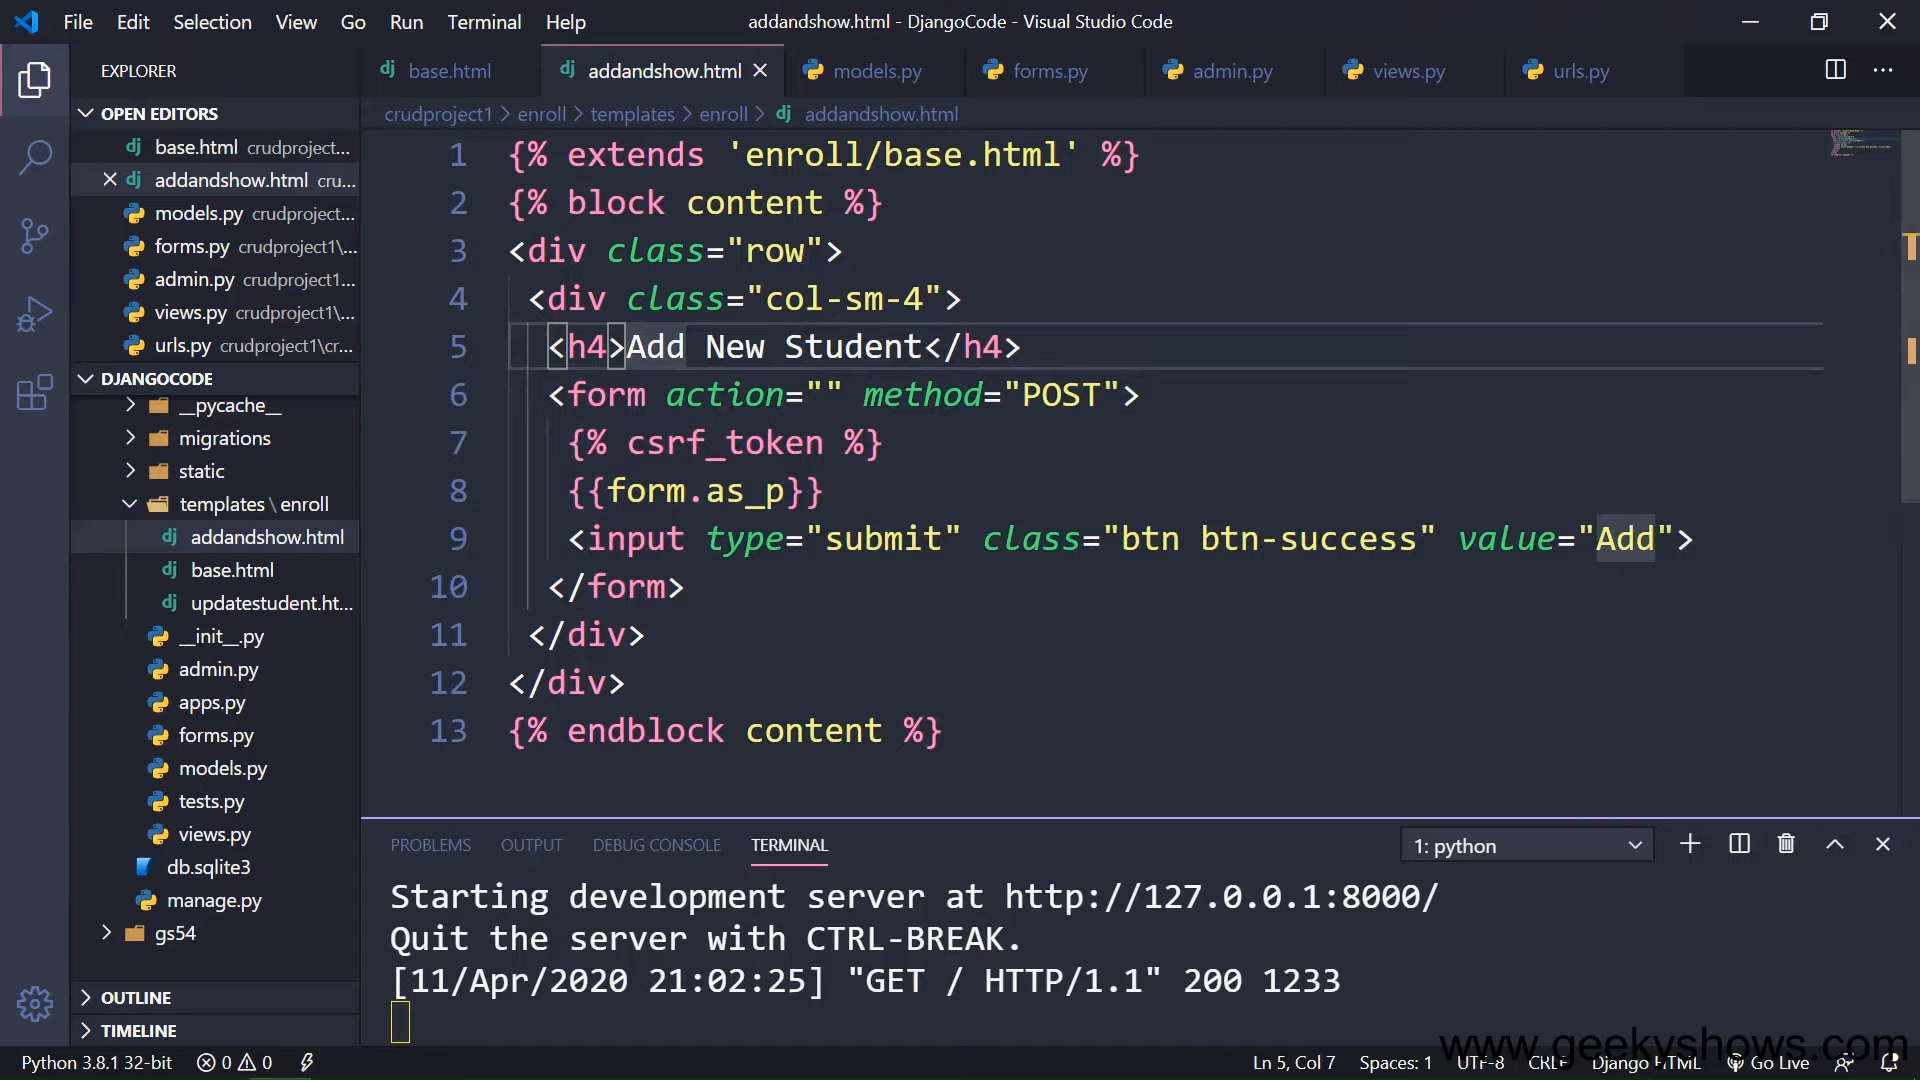 File Edit Selection View Go Run Terminal Help
addandshow.html - DjangoCode - Visual Studio Code
EXPLORER
base.html
addandshow.html
models.py
forms.py
admin.py
views.py
urls.py
OPEN EDITORS
base.html crudproject...
addandshow.html cru...
models.py crudproject...
forms.py crudproject1\...
admin.py crudproject1...
views.py crudproject1\...
urls.py crudproject1\cr...
DJANGOCODE
__pycache__
migrations
static
templates \ enroll
addandshow.html
base.html
updatestudent.ht...
__init__.py
admin.py
apps.py
forms.py
models.py
tests.py
views.py
db.sqlite3
manage.py
gs54
OUTLINE
TIMELINE
crudproject1 > enroll > templates > enroll > addandshow.html
1 {% extends 'enroll/base.html' %}
2 {% block content %}
3 <div class="row">
4 <div class="col-sm-4">
5 <h4>Add New Student</h4>
6 <form action="" method="POST">
7 {% csrf_token %}
8 {{form.as_p}}
9 <input type="submit" class="btn btn-success" value="Add">
10 </form>
11 </div>
12 </div>
13 {% endblock content %}
PROBLEMS OUTPUT DEBUG CONSOLE TERMINAL
1: python
Starting development server at http://127.0.0.1:8000/
Quit the server with CTRL-BREAK.
[11/Apr/2020 21:02:25] "GET / HTTP/1.1" 200 1233
www.geekyshows.com
Python 3.8.1 32-bit 0 0
Ln 5, Col 7 Spaces: 1 UTF-8 CRLF Django HTML Go Live